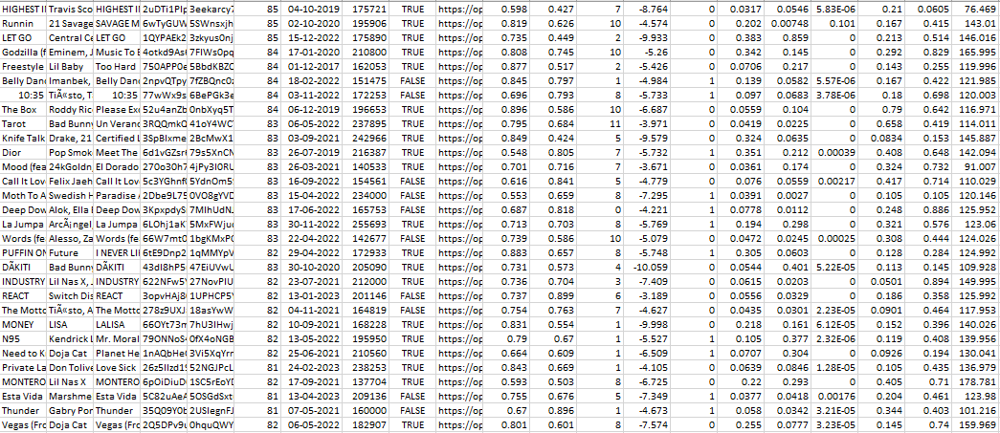 HIGHEST II Travis Sco 2uDTi1Plp 3eekarcy7 85 04-10-2019 175721 TRUE https://op 0.598 0.427 7 -8.764 0 0.0317 0.0546 5.83E-06 0.21 0.0605 76.469
Runnin 21 Savage SAVAGE M 6wTyGUW 5SWnsxjh 85 02-10-2020 195906 TRUE https://op 0.819 0.626 10 -4.574 0 0.202 0.00748 0.101 0.167 0.415 143.01
LET GO Central Ce LET GO 1QYPAEk2 3zkyus0nj 85 15-12-2022 175890 TRUE https://op 0.735 0.449 2 -9.933 0 0.383 0.859 0 0.213 0.514 146.016
Godzilla (f Eminem, J Music To B 4otkd9As6 7FIWs0pq 84 17-01-2020 210800 TRUE https://op 0.808 0.745 10 -5.26 0 0.342 0.145 0 0.292 0.829 165.995
Freestyle Lil Baby Too Hard 750APP0e 5BbdKBZC 84 01-12-2017 162053 TRUE https://op 0.877 0.517 2 -5.426 0 0.0706 0.217 0 0.143 0.255 119.996
Belly Danc Imanbek, Belly Danc 2npvQTpy 7fZBQnc0 84 18-02-2022 151475 FALSE https://op 0.845 0.797 1 -4.984 1 0.139 0.0582 5.57E-06 0.167 0.422 121.985
10:35 TiÃ«sto, T 10:35 77wWx9s 6BePGk3e 84 03-11-2022 172253 FALSE https://op 0.696 0.793 8 -5.733 1 0.097 0.0683 3.78E-06 0.18 0.698 120.003
The Box Roddy Ric Please Exc 52u4anZb 0nbXyq5T 83 06-12-2019 196653 TRUE https://op 0.896 0.586 10 -6.687 0 0.0559 0.104 0 0.79 0.642 116.971
Tarot Bad Bunny Un Verano 3RQQmkQ 41oY4WC 83 06-05-2022 237895 TRUE https://op 0.795 0.684 11 -3.971 0 0.0419 0.0225 0 0.658 0.419 114.011
Knife Talk Drake, 21 Certified L 3SpBlxme 2BcMwX1 83 03-09-2021 242966 TRUE https://op 0.849 0.424 5 -9.579 0 0.324 0.0635 0 0.0834 0.153 145.887
Dior Pop Smok Meet The 6d1vGZsr 79s5XnCN 83 26-07-2019 216387 TRUE https://op 0.548 0.805 7 -5.732 1 0.351 0.212 0.00039 0.408 0.648 142.094
Mood (fea 24kGoldn, El Dorado 270o30h7 4jPy3l0RU 83 26-03-2021 140533 TRUE https://op 0.701 0.716 7 -3.671 0 0.0361 0.174 0 0.324 0.732 91.007
Call It Lov Felix Jaeh Call It Lov 5c3YGhnf 5YdnOm5 83 16-09-2022 154561 FALSE https://op 0.616 0.841 5 -4.779 0 0.076 0.0559 0.00217 0.417 0.714 110.029
Moth To A Swedish H Paradise A 2Dbe9L75 0VO8gYVD 83 15-04-2022 234000 FALSE https://op 0.553 0.659 8 -7.295 1 0.0391 0.0027 0 0.105 0.105 120.146
Deep Dow Alok, Ella I Deep Dow 3KpxpdyS 7MlhUdNJ 83 17-06-2022 165753 FALSE https://op 0.687 0.818 0 -4.221 1 0.0778 0.0112 0 0.248 0.886 125.952
La Jumpa ArcÃ¡ngel, La Jumpa 6LOhj1aK 5MxFWjuc 83 30-11-2022 255693 TRUE https://op 0.713 0.703 8 -5.769 1 0.194 0.298 0 0.321 0.576 123.06
Words (fe Alesso, Za Words (fe 66W7mt0 1bgKMxPC 83 22-04-2022 142677 FALSE https://op 0.739 0.586 10 -5.079 0 0.0472 0.0245 0.00025 0.308 0.444 124.026
PUFFIN ON Future I NEVER LI 6tE9Dnp2 1qMMYpV 82 29-04-2022 172933 TRUE https://op 0.883 0.657 8 -5.748 1 0.305 0.0603 0 0.128 0.284 124.992
DÃKITI Bad Bunny DÃKITI 43dI8hP5 47EiUVwU 83 30-10-2020 205090 TRUE https://op 0.731 0.573 4 -10.059 0 0.0544 0.401 5.22E-05 0.113 0.145 109.928
INDUSTRY Lil Nas X, J INDUSTRY 622NFw5Y 27NovPIU 82 23-07-2021 212000 TRUE https://op 0.736 0.704 3 -7.409 0 0.0615 0.0203 0 0.0501 0.894 149.995
REACT Switch Dis REACT 3opvHAj8 1UPHCP5Y 82 13-01-2023 201146 FALSE https://op 0.737 0.899 6 -3.189 0 0.0556 0.0329 0 0.186 0.358 125.992
The Motto TiÃ«sto, A The Motto 278z9UXJ 18asYwW 82 04-11-2021 164819 FALSE https://op 0.754 0.763 7 -4.627 0 0.0435 0.0301 2.23E-05 0.0901 0.464 117.953
MONEY LISA LALISA 66OYt73m 7hU3IHwj 82 10-09-2021 168228 TRUE https://op 0.831 0.554 1 -9.998 0 0.218 0.161 6.12E-05 0.152 0.396 140.026
N95 Kendrick L Mr. Moral 79ONNoS 0fX4oNGB 82 13-05-2022 195950 TRUE https://op 0.79 0.67 1 -5.527 1 0.105 0.377 2.32E-06 0.119 0.408 139.956
Need to K Doja Cat Planet He 1nAQbHe 3Vi5XqYrn 82 25-06-2021 210560 TRUE https://op 0.664 0.609 1 -6.509 1 0.0707 0.304 0 0.0926 0.194 130.041
Private La Don Tolive Love Sick 26z5IIzd1 52NGJPcL 81 24-02-2023 238253 TRUE https://op 0.843 0.669 1 -4.105 0 0.0639 0.0846 1.28E-05 0.105 0.435 136.979
MONTERO Lil Nas X MONTERO 6pOiDiuD 1SC5rEoYD 82 17-09-2021 137704 TRUE https://op 0.593 0.503 8 -6.725 0 0.22 0.293 0 0.405 0.71 178.781
Esta Vida Marshme Esta Vida 5C82uAeA 5OSGdSxt 81 13-04-2023 209136 FALSE https://op 0.755 0.676 5 -7.349 1 0.0377 0.0418 0.00176 0.204 0.461 123.98
Thunder Gabry Por Thunder 35Q09Y0b 2USlegnFJ 81 07-05-2021 160000 FALSE https://op 0.67 0.896 1 -4.673 1 0.058 0.0342 3.21E-05 0.344 0.403 101.216
Vegas (Fro Doja Cat Vegas (Fro 2Q5DPv9u 0hquQWY 82 06-05-2022 182907 TRUE https://op 0.801 0.601 8 -7.574 0 0.255 0.0777 3.23E-05 0.145 0.74 159.969